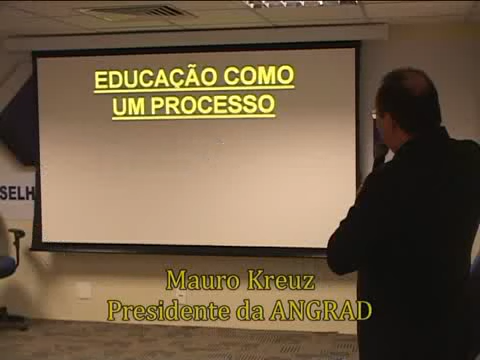 EDUCAÇÃO COMO
UM PROCESSO
SELH
Mauro Kreuz
Presidente da ANGRAD